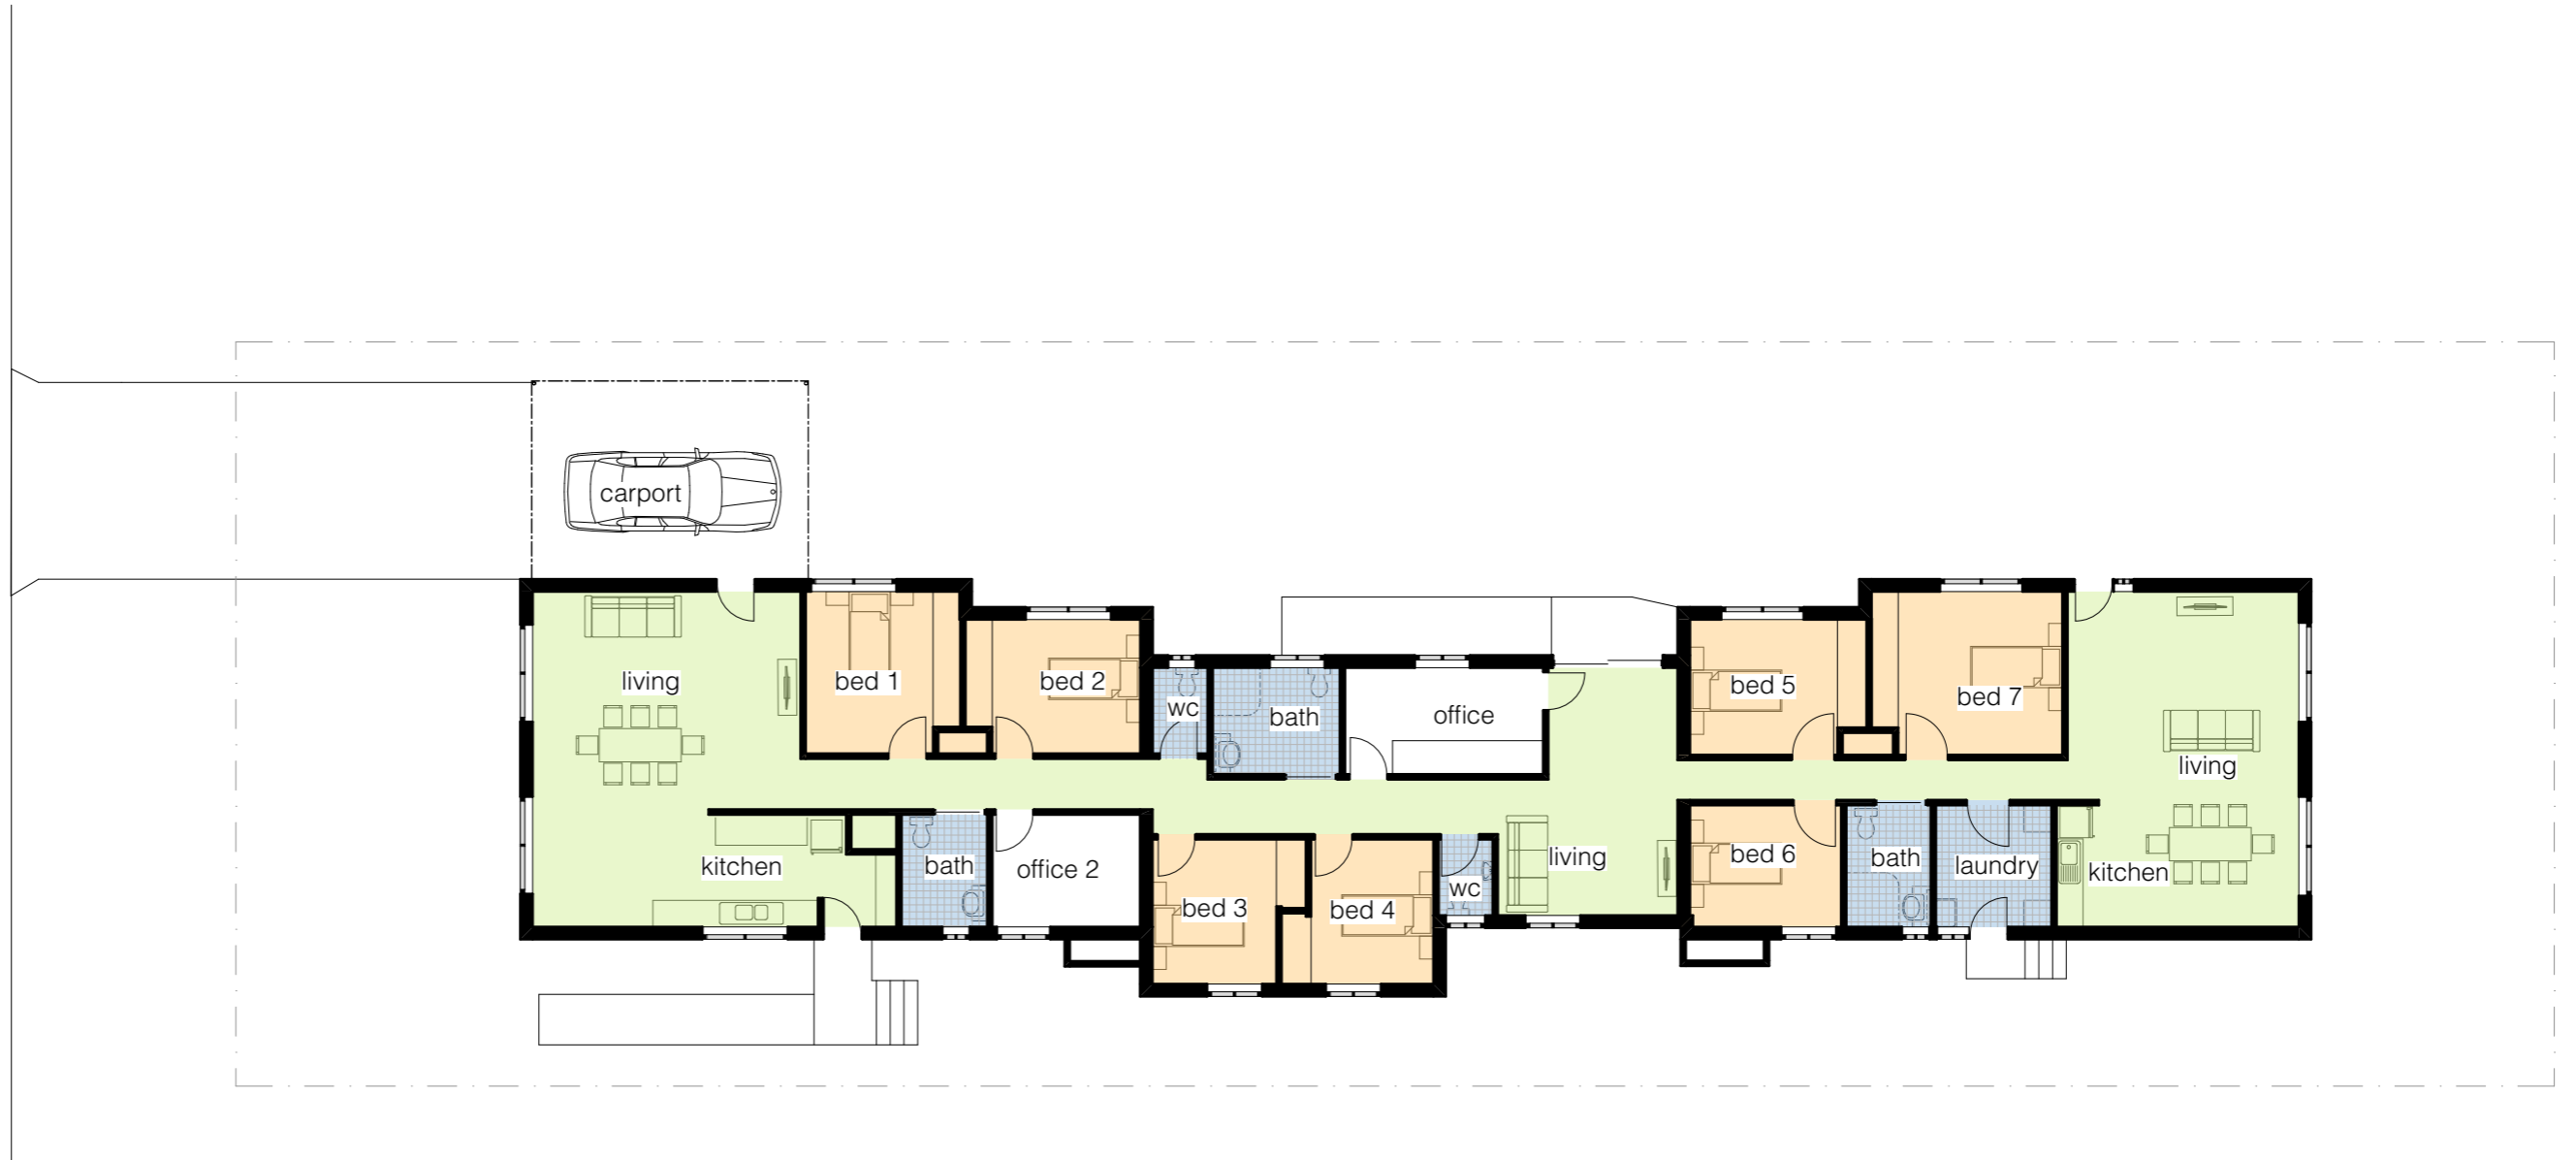 carport
living
bed 1
bed 2
wc
bath
office
bed 5
bed 7
living
kitchen
bath
office 2
bed 3
bed 4
wc
living
bed 6
bath
laundry
kitchen